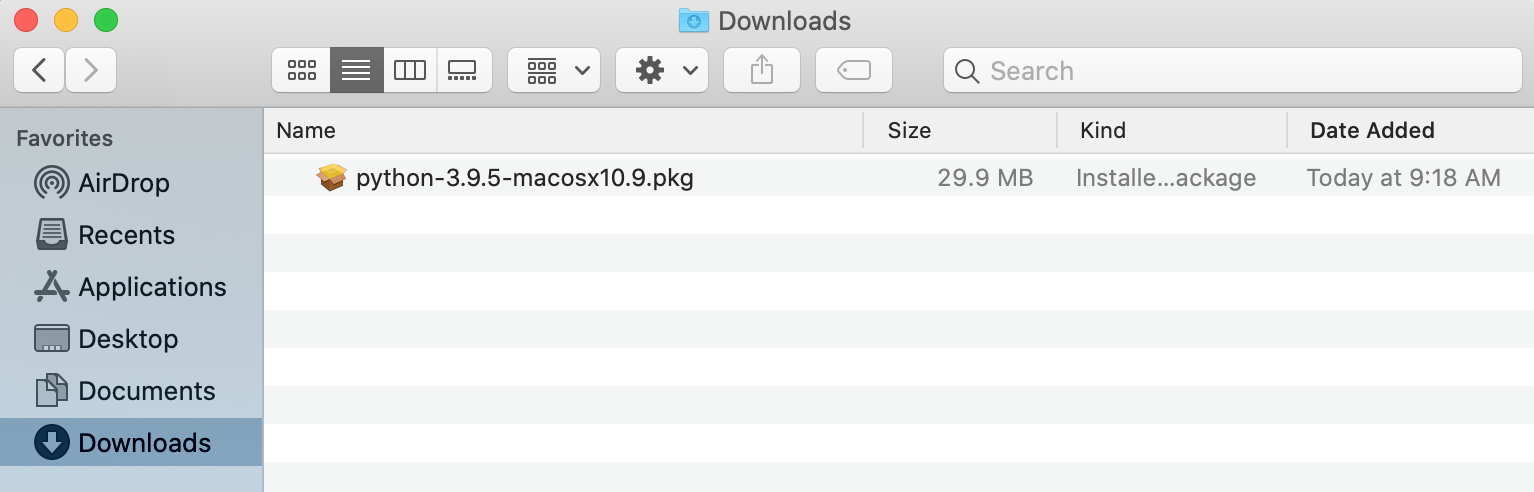 Downloads
Search
Favorites
AirDrop
Recents
Applications
Desktop
Documents
Downloads
Name Size Kind Date Added
python-3.9.5-macosx10.9.pkg 29.9 MB Installe...ackage Today at 9:18 AM